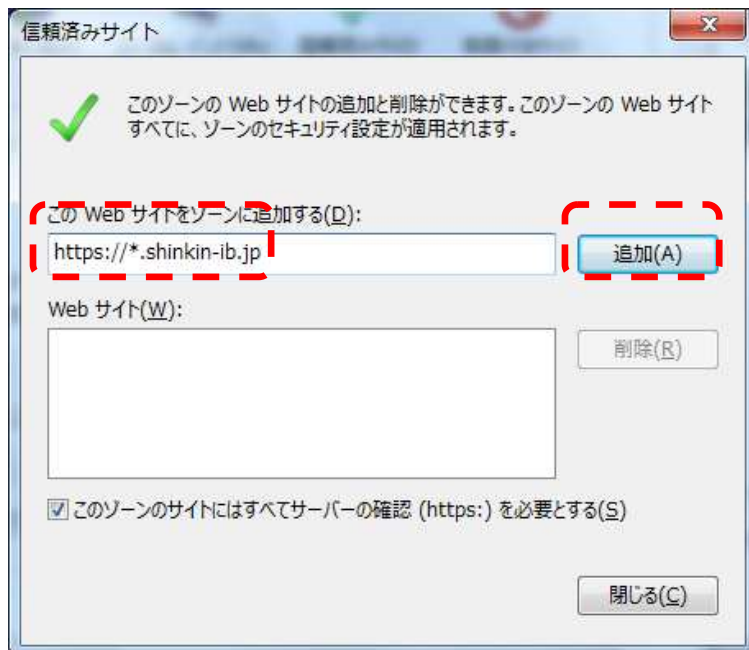 信頼済みサイト
このゾーンの Web サイトの追加と削除ができます。このゾーンの Web サイト
すべてに、ゾーンのセキュリティ設定が適用されます。
この Web サイトをゾーンに追加する(D):
https://*.shinkin-ib.jp
追加(A)
Web サイト(W):
削除(R)
このゾーンのサイトにはすべてサーバーの確認 (https:) を必要とする(S)
閉じる(C)